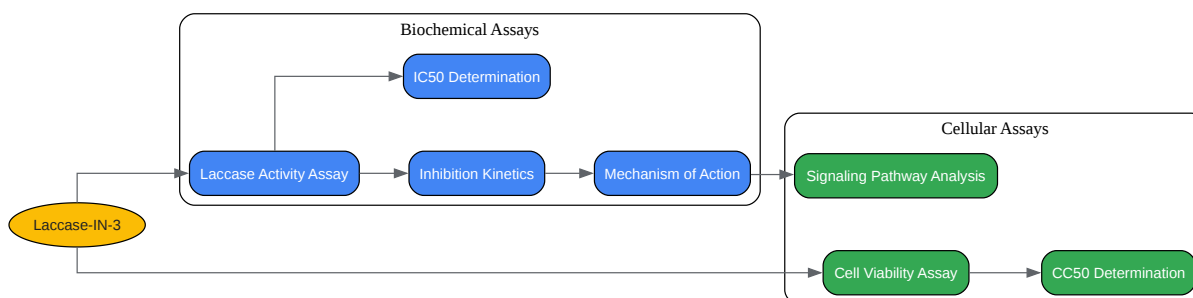 Biochemical Assays
IC50 Determination
Cellular Assays
Laccase Activity Assay
Inhibition Kinetics
Mechanism of Action
Signaling Pathway Analysis
Laccase-IN-3
Cell Viability Assay
CC50 Determination